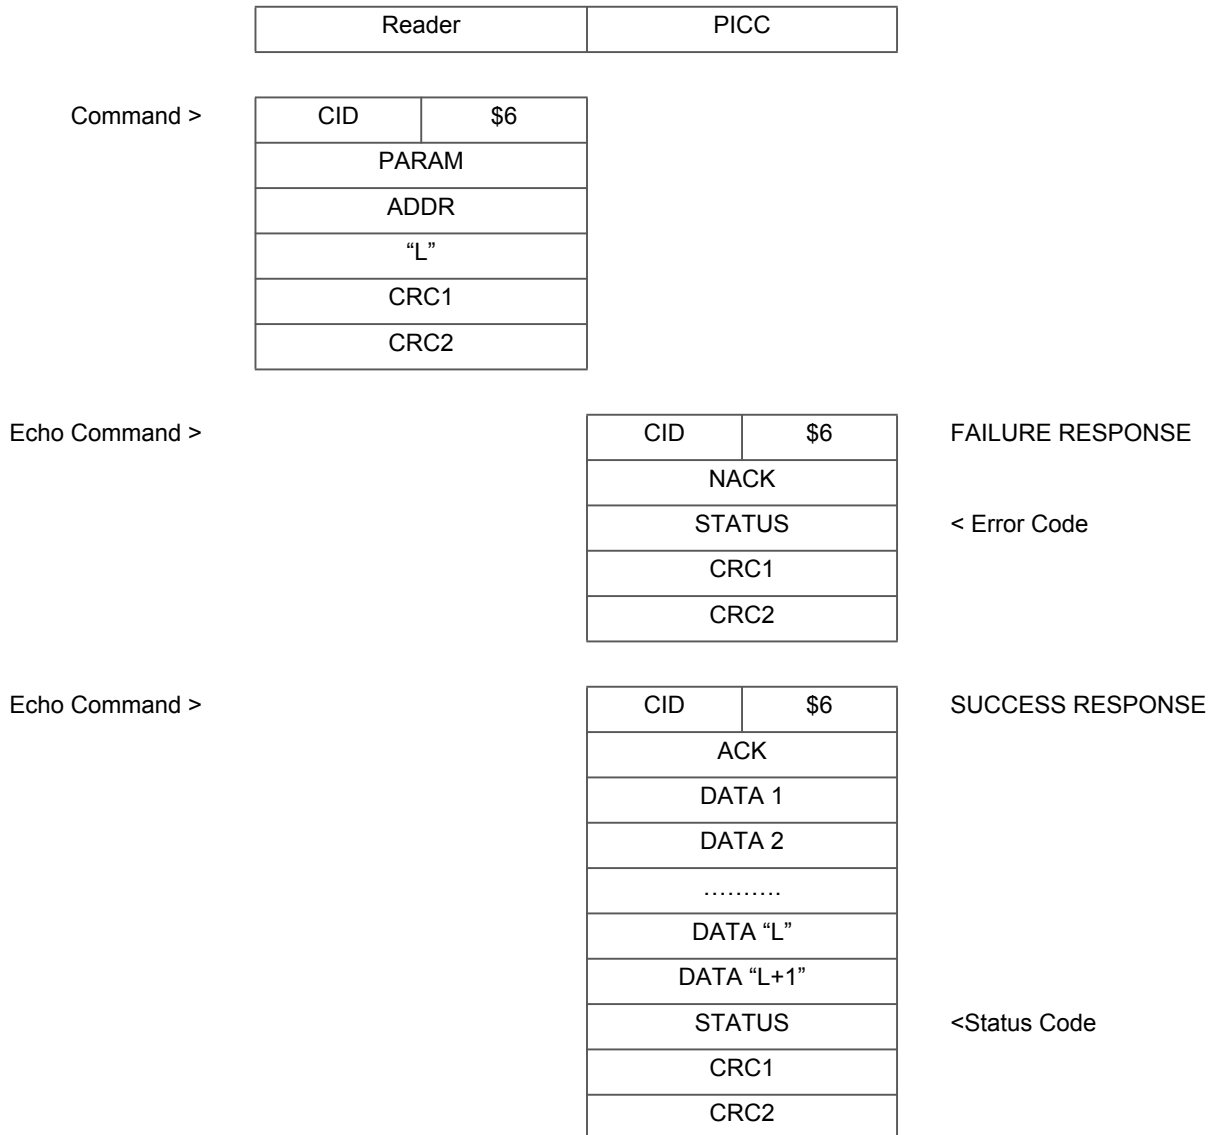 Reader PICC
Command > CID $6
PARAM
ADDR
“L”
CRC1
CRC2
Echo Command > CID $6 FAILURE RESPONSE
NACK
STATUS < Error Code
CRC1
CRC2
Echo Command > CID $6 SUCCESS RESPONSE
ACK
DATA 1
DATA 2
……….
DATA “L”
DATA “L+1”
STATUS <Status Code
CRC1
CRC2